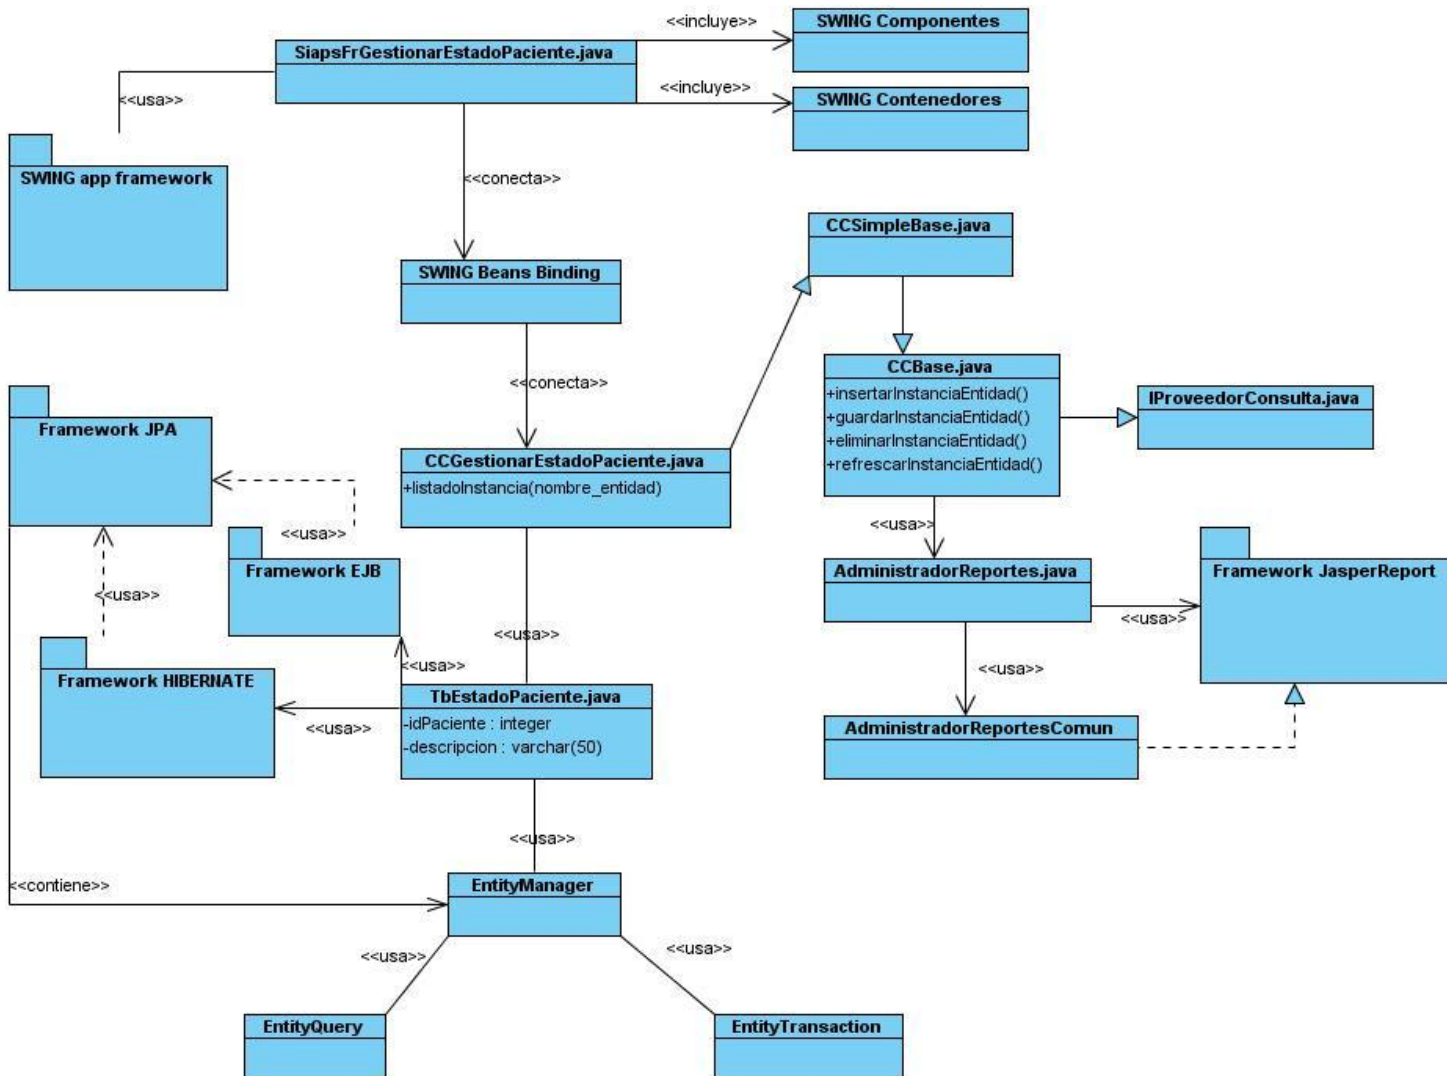 <<incluye>>
SWING Componentes
SiapsFrGestionarEstadoPaciente.java
<<incluye>>
SWING Contenedores
<<usa>>
SWING app framework
<<conecta>>
CCSimpleBase.java
SWING Beans Binding
CCBase.java
+insertarInstanciaEntidad()
+guardarInstanciaEntidad()
+eliminarInstanciaEntidad()
+refrescarInstanciaEntidad()
<<conecta>>
IProveedorConsulta.java
Framework JPA
CCGestionarEstadoPaciente.java
+listadoInstancia(nombre_entidad)
<<usa>>
<<usa>>
Framework EJB
AdministradorReportes.java
Framework JasperReport
<<usa>>
<<usa>>
<<usa>>
<<usa>>
<<usa>>
Framework HIBERNATE
TbEstadoPaciente.java
-idPaciente : integer
-descripcion : varchar(50)
<<usa>>
AdministradorReportesComun
<<usa>>
<<contiene>>
EntityManager
<<usa>>
<<usa>>
EntityQuery
EntityTransaction